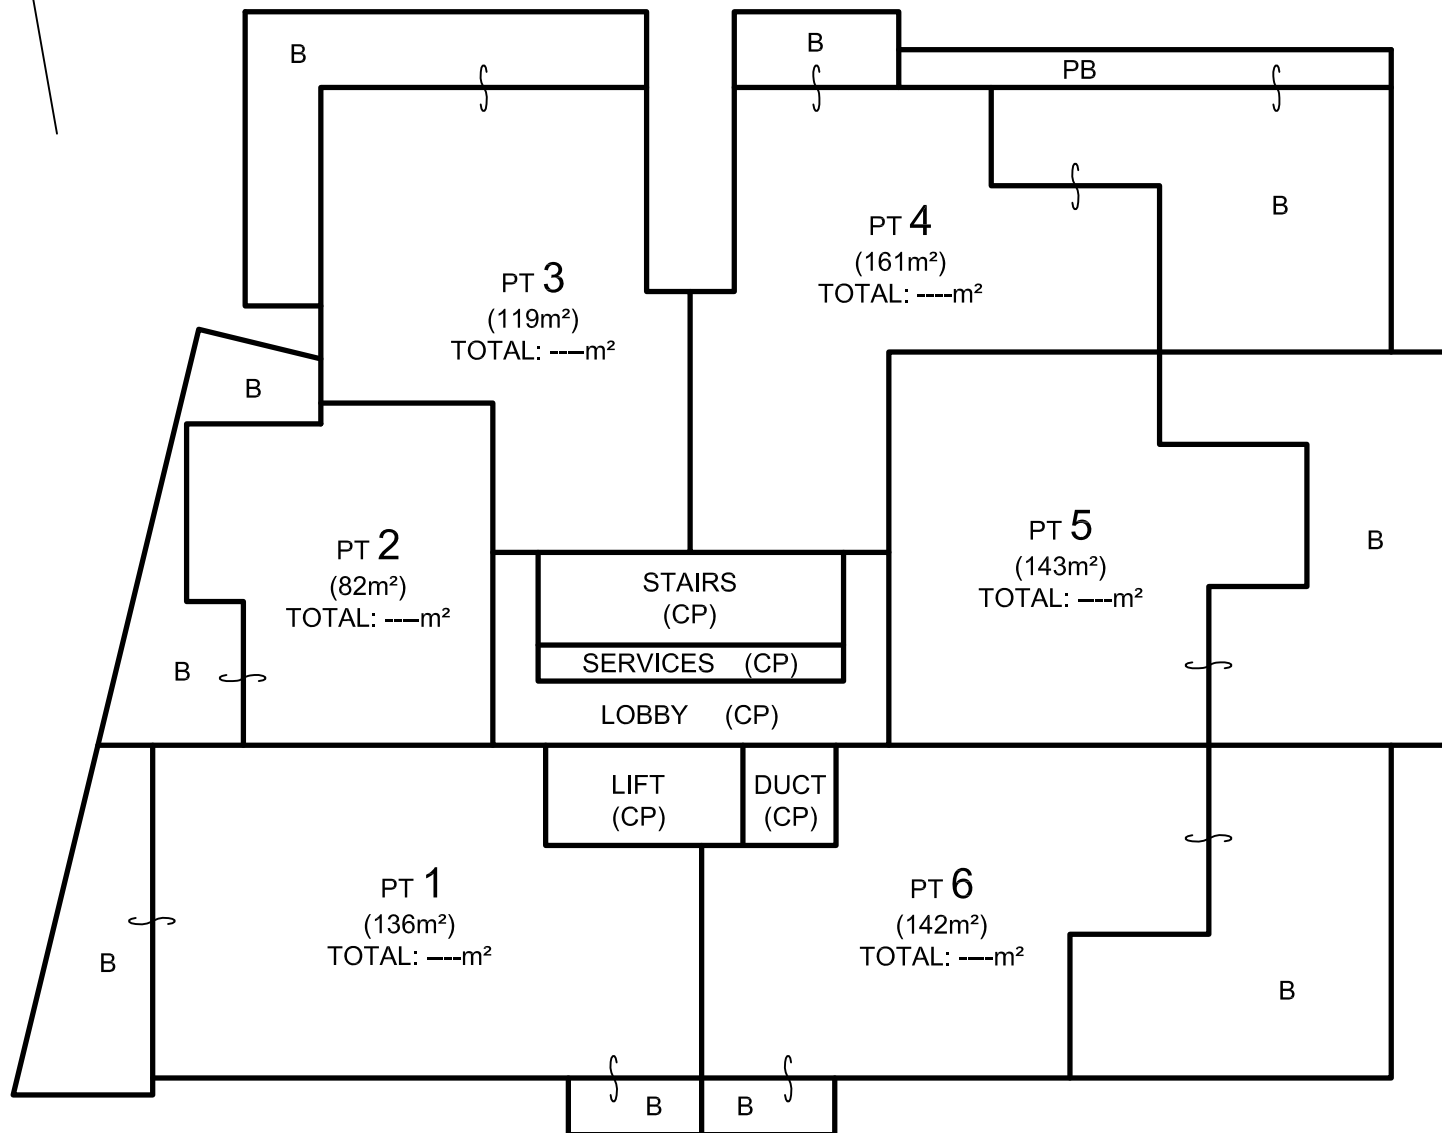 B
B
PB
B
PT 4
(161m²)
TOTAL: ----m²
PT 3
(119m²)
TOTAL: ----m²
B
PT 2
(82m²)
TOTAL: ----m²
PT 5
(143m²)
TOTAL: ----m²
B
STAIRS
(CP)
SERVICES (CP)
B
LOBBY (CP)
LIFT
(CP)
DUCT
(CP)
PT 1
(136m²)
TOTAL: ----m²
PT 6
(142m²)
TOTAL: ----m²
B
B
B
B